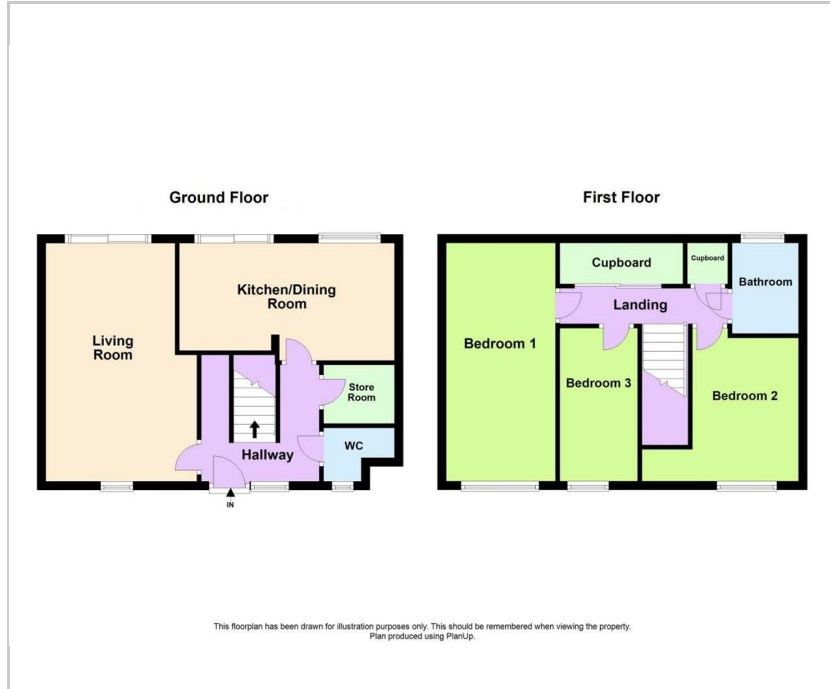 Ground Floor
Living
Room
Kitchen/Dining
Room
Store
Room
WC
Hallway
IN
First Floor
Cupboard
Cupboard
Bathroom
Landing
Bedroom 1
Bedroom 3
Bedroom 2
This floorplan has been drawn for illustration purposes only. This should be remembered when viewing the property.
Plan produced using PlanUp.